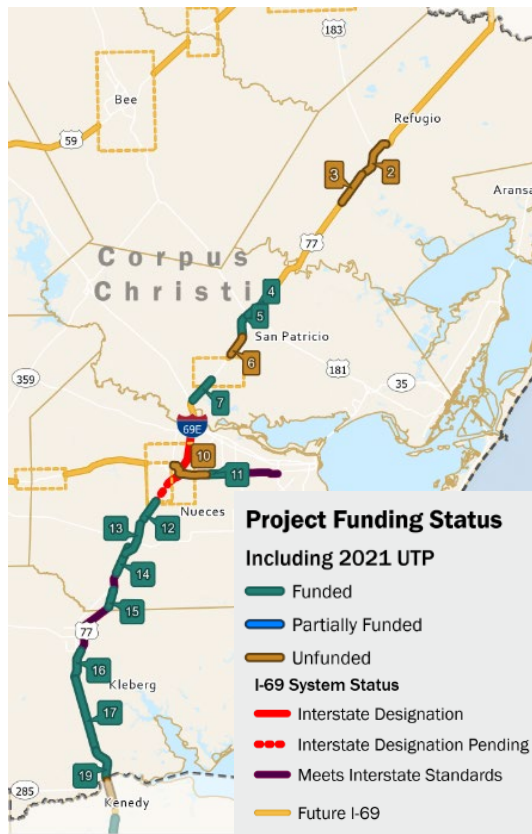 183
Bee
59
Refugio
3
2
Aransa
77
Corpus
Christi
4
5
San Patricio
6
181
359
35
7
69E
10
11
Nueces
13
12
14
15
77
16
Kleberg
17
19
285
Kenedy
Project Funding Status
Including 2021 UTP
Funded
Partially Funded
Unfunded
I-69 System Status
Interstate Designation
Interstate Designation Pending
Meets Interstate Standards
Future I-69